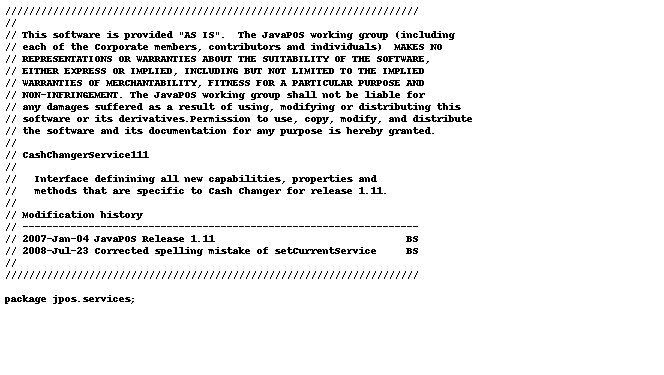 //////////////////////////////////////////////////////////////////////
//
// This software is provided "AS IS".  The JavaPOS working group (including
// each of the Corporate members, contributors and individuals)  MAKES NO
// REPRESENTATIONS OR WARRANTIES ABOUT THE SUITABILITY OF THE SOFTWARE,
// EITHER EXPRESS OR IMPLIED, INCLUDING BUT NOT LIMITED TO THE IMPLIED
// WARRANTIES OF MERCHANTABILITY, FITNESS FOR A PARTICULAR PURPOSE AND
// NON-INFRINGEMENT. The JavaPOS working group shall not be liable for
// any damages suffered as a result of using, modifying or distributing this
// software or its derivatives.Permission to use, copy, modify, and distribute
// the software and its documentation for any purpose is hereby granted.
//
// CashChangerService111
//
//   Interface definining all new capabilities, properties and
//   methods that are specific to Cash Changer for release 1.11.
//
// Modification history
// ------------------------------------------------------------------
// 2007-Jan-04 JavaPOS Release 1.11                                BS
// 2008-Jul-23 Corrected spelling mistake of setCurrentService     BS
//
//////////////////////////////////////////////////////////////////////
package jpos.services;